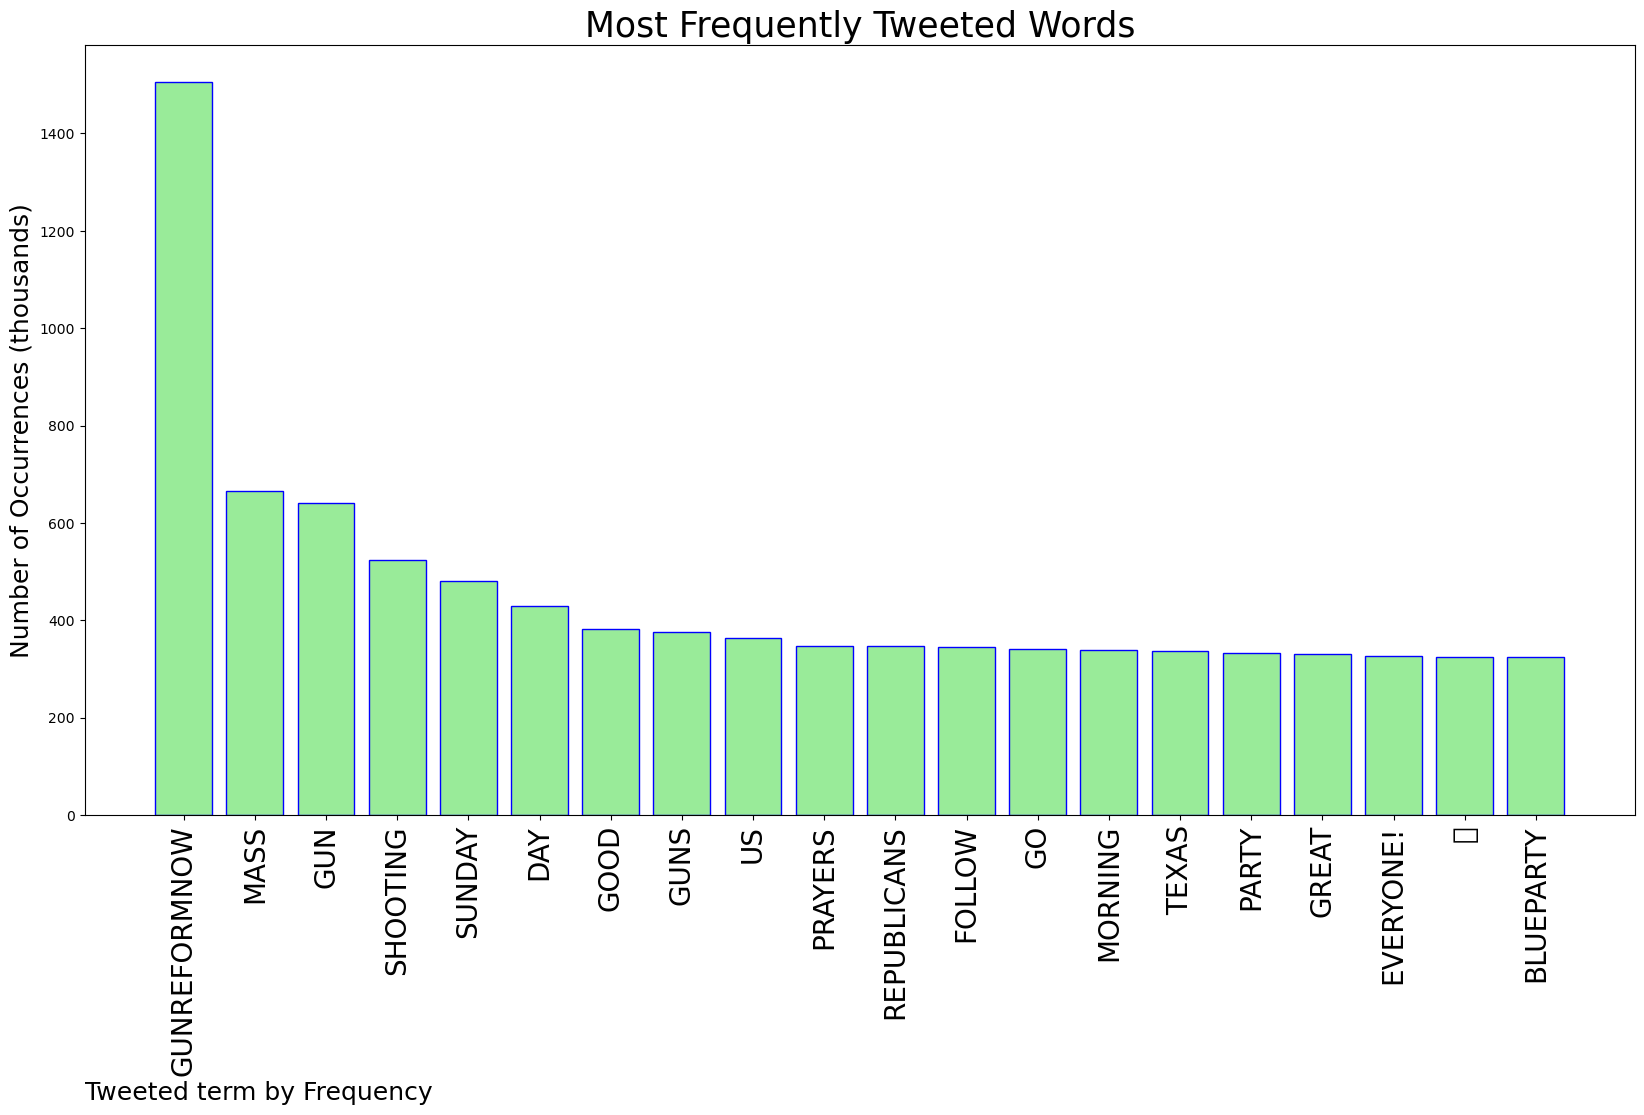 Most Frequently Tweeted Words
Number of Occurrences (thousands)
1400
1200
1000
800
600
400
200
0
GUNREFORMNOW
MASS
GUN
SHOOTING
SUNDAY
DAY
GOOD
GUNS
US
PRAYERS
REPUBLICANS
FOLLOW
GO
MORNING
TEXAS
PARTY
GREAT
EVERYONE!
BLUEPARTY
Tweeted term by Frequency